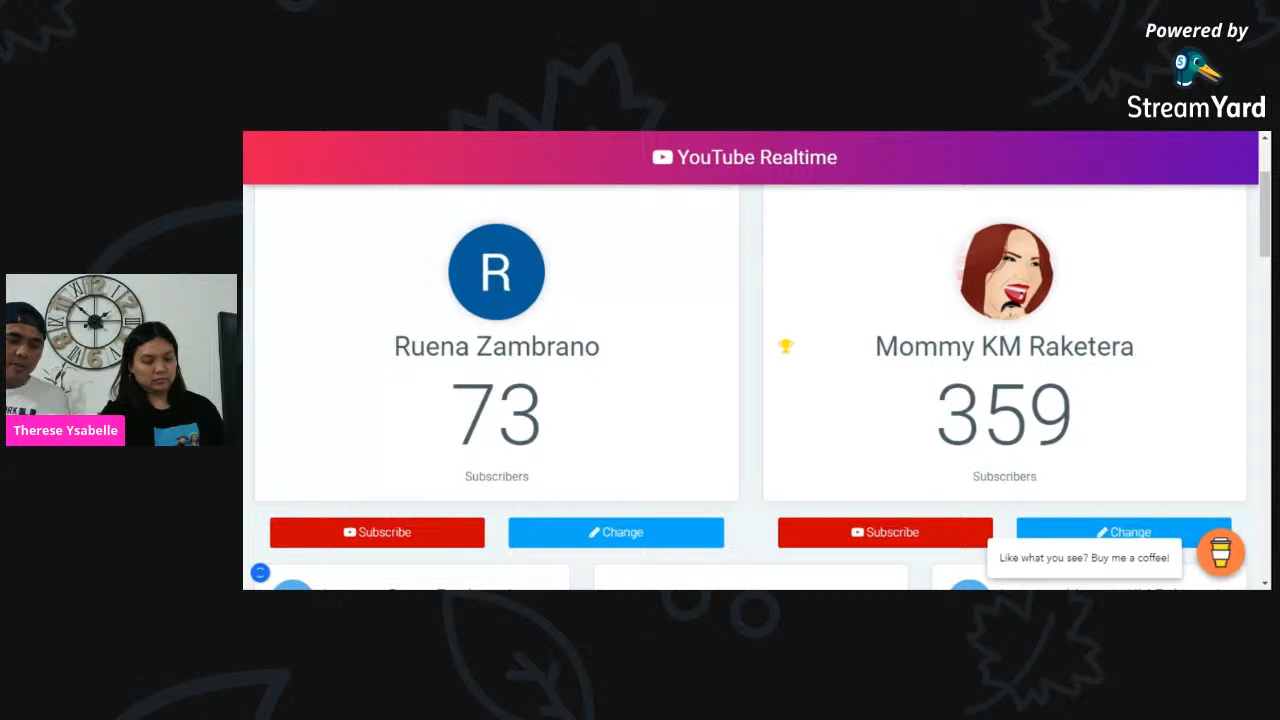 Powered by
StreamYard
YouTube Realtime
R
Ruena Zambrano
73
Subscribers
Mommy KM Raketera
359
Subscribers
Subscribe
Change
Subscribe
Change
Like what you see? Buy me a coffee!
Therese Ysabelle